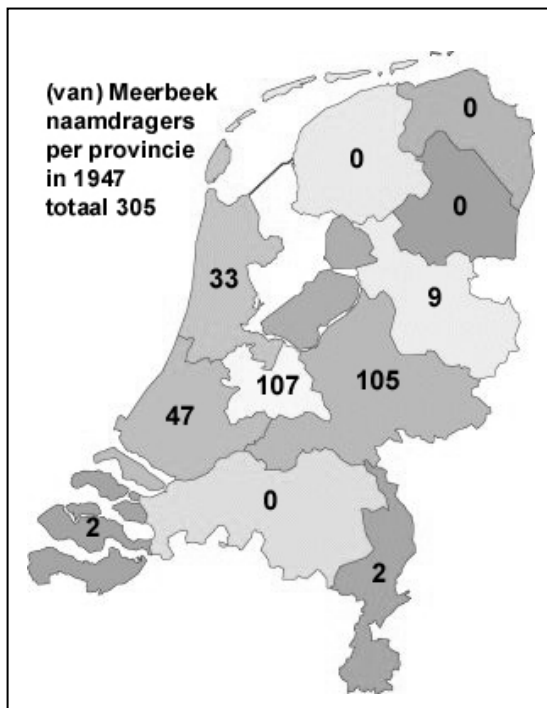 (van) Meerbeek
naamdragers
per provincie
in 1947
totaal 305
0
0
0
33
9
107
105
47
0
2
2